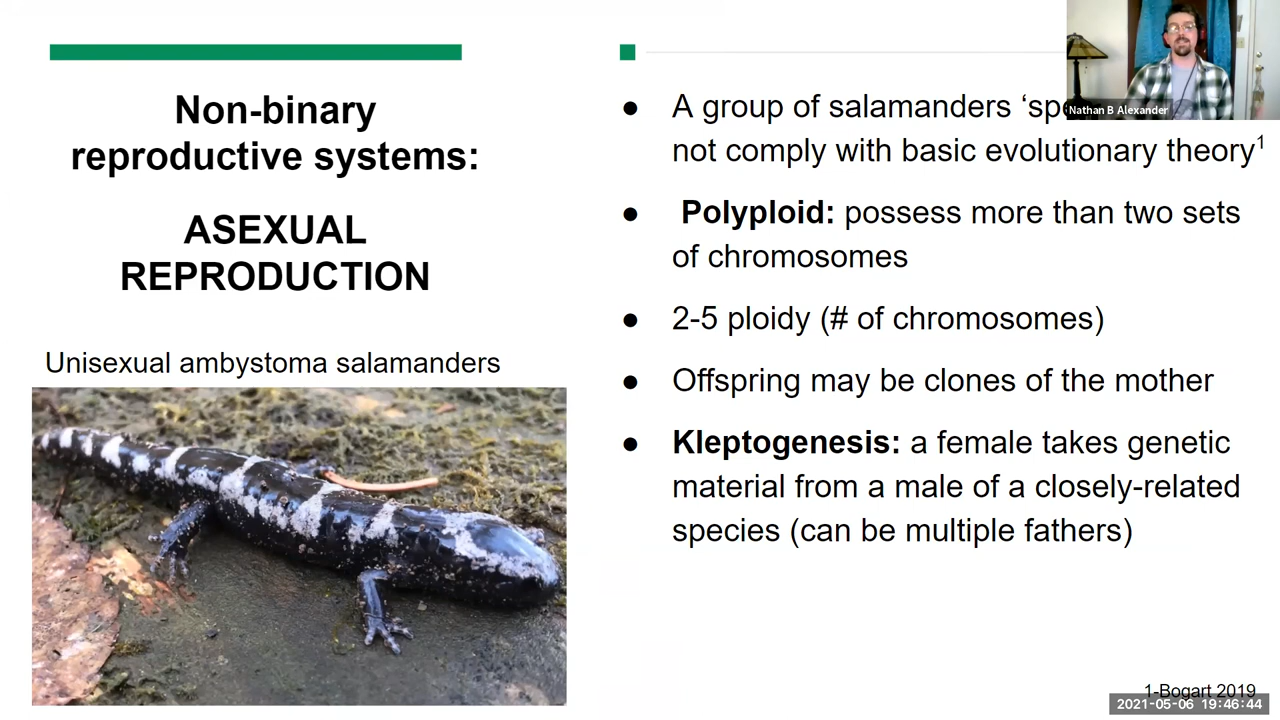 Non-binary
reproductive systems:
ASEXUAL
REPRODUCTION
Unisexual ambystoma salamanders
● A group of salamanders ‘spe
not comply with basic evolutionary theory¹
● Polyploid: possess more than two sets
of chromosomes
● 2-5 ploidy (# of chromosomes)
● Offspring may be clones of the mother
● Kleptogenesis: a female takes genetic
material from a male of a closely-related
species (can be multiple fathers)
Nathan B Alexander
1-Bogart 2019
2021-05-06 19:46:44